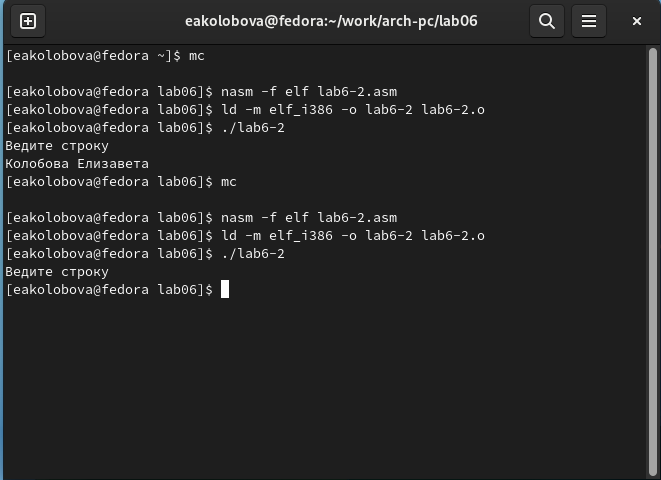 eakolobova@fedora:~/work/arch-pc/lab06
[eakolobova@fedora ~]$ mc
[eakolobova@fedora lab06]$ nasm -f elf lab6-2.asm
[eakolobova@fedora lab06]$ ld -m elf_i386 -o lab6-2 lab6-2.o
[eakolobova@fedora lab06]$ ./lab6-2
Ведите строку
Колобова Елизавета
[eakolobova@fedora lab06]$ mc
[eakolobova@fedora lab06]$ nasm -f elf lab6-2.asm
[eakolobova@fedora lab06]$ ld -m elf_i386 -o lab6-2 lab6-2.o
[eakolobova@fedora lab06]$ ./lab6-2
Ведите строку
[eakolobova@fedora lab06]$